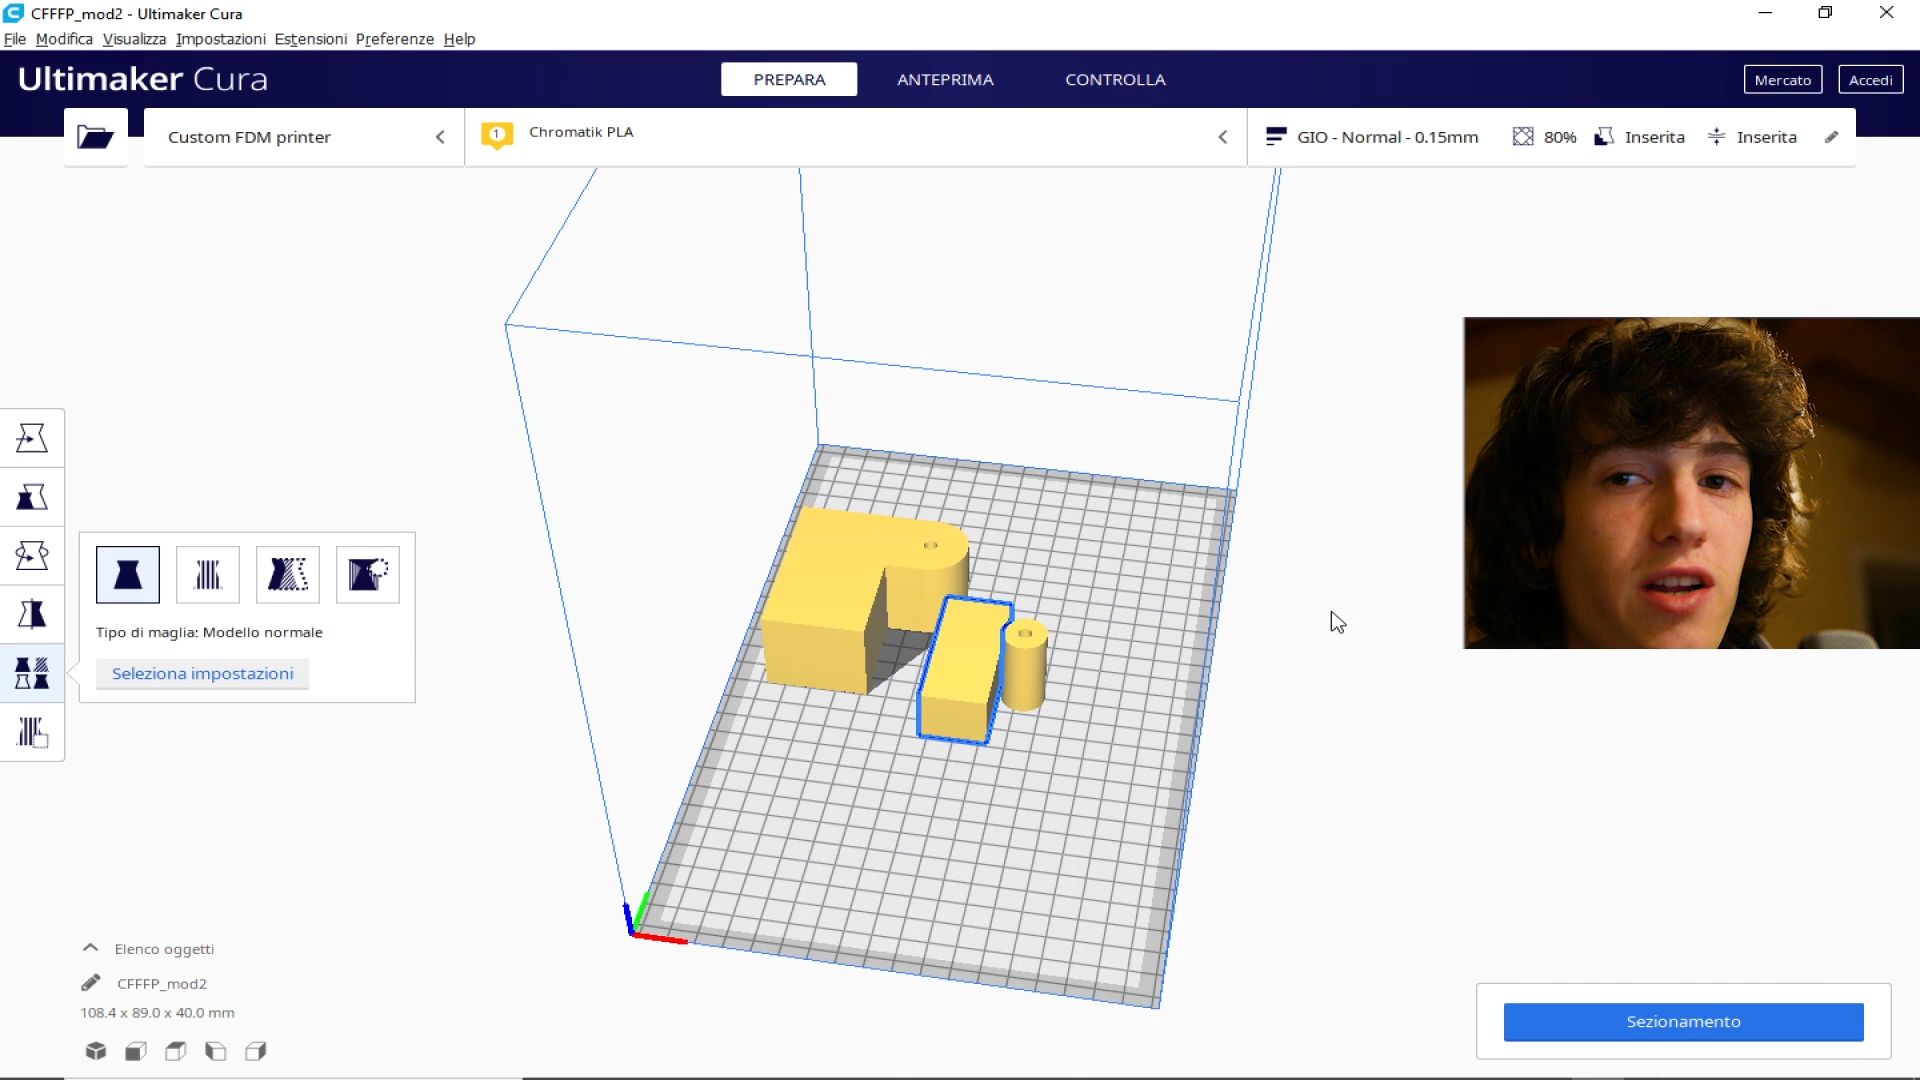 CFFFP_mod2 - Ultimaker Cura
File Modifica Visualizza Impostazioni Estensioni Preferenze Help
Ultimaker Cura
PREPARA
ANTEPRIMA
CONTROLLA
Mercato
Accedi
Custom FDM printer
1
Chromatik PLA
GIO - Normal - 0.15mm
80%
Inserita
Inserita
Tipo di maglia: Modello normale
Seleziona impostazioni
Elenco oggetti
CFFFP_mod2
108.4 x 89.0 x 40.0 mm
Sezionamento